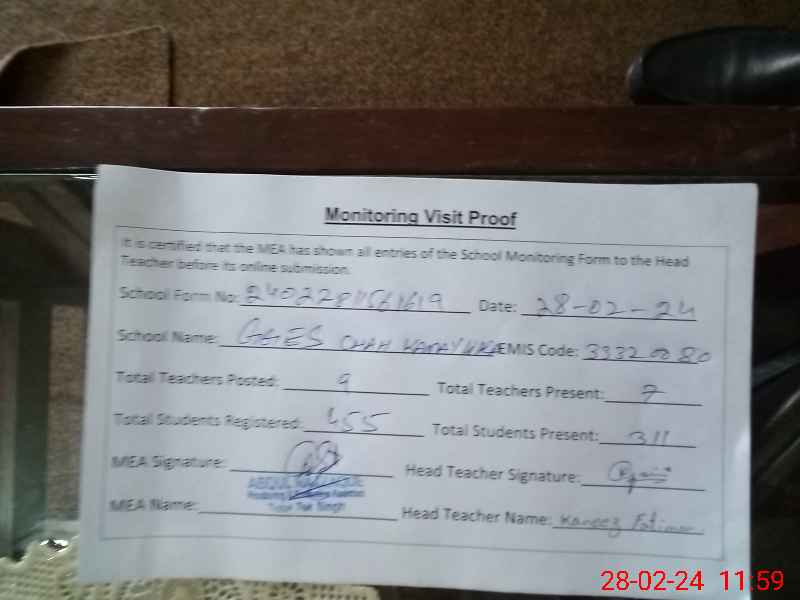 Monitoring Visit Proof
It is certified that the MEA has shown all entries of the School Monitoring Form to the Head
Teacher before its online submission.
School Form No: Date: 28-02-24
School Name: GGES CHAH EMIS Code: 33320080
Total Teachers Posted: 9 Total Teachers Present: 7
Total Students Registered: 455 Total Students Present: 311
MEA Signature: Head Teacher Signature:
MEA Name: Head Teacher Name: Kaneez Fatima
28-02-24 11:59